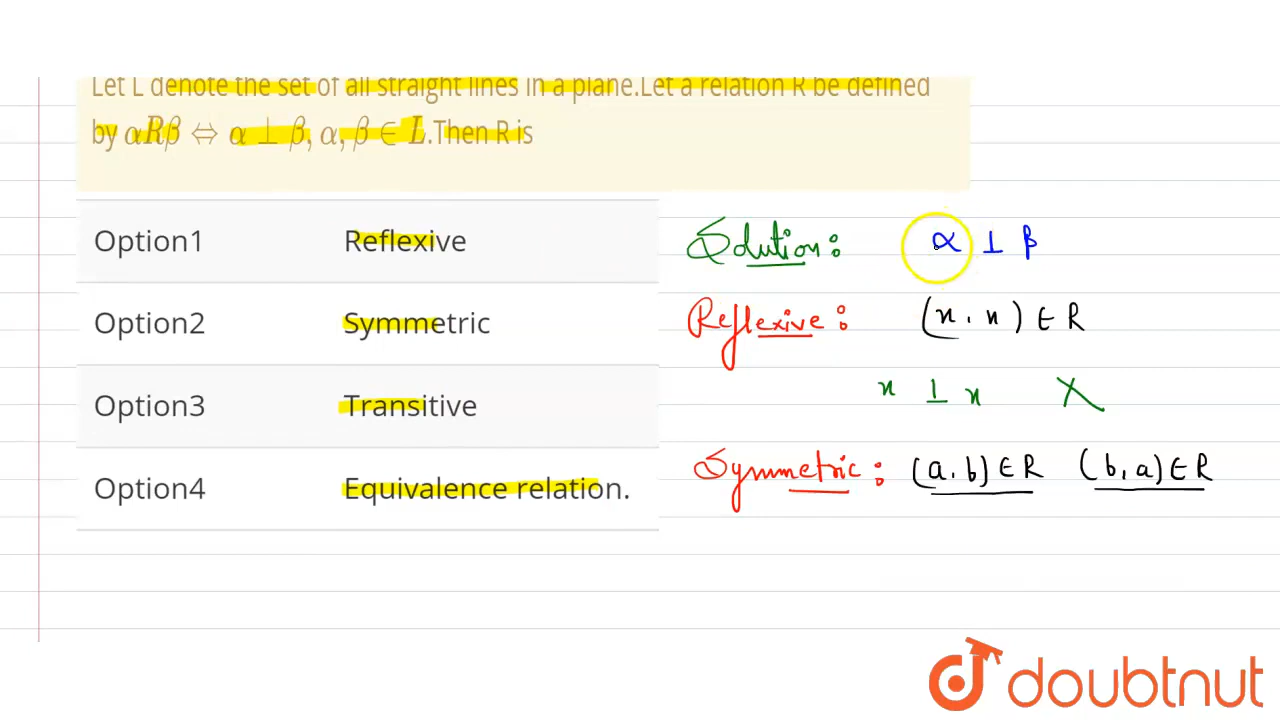 Let L denote the set of all straight lines in a plane.Let a relation R be defined
by αRβ ⇔ α ⊥ β, α, β ∈ L.Then R is
Option1 Reflexive
Option2 Symmetric
Option3 Transitive
Option4 Equivalence relation.
Solution: α ⊥ β
Reflexive: (x, x) ∈ R
x ⊥ x X
Symmetric: (a, b) ∈ R (b, a) ∈ R
doubtnut